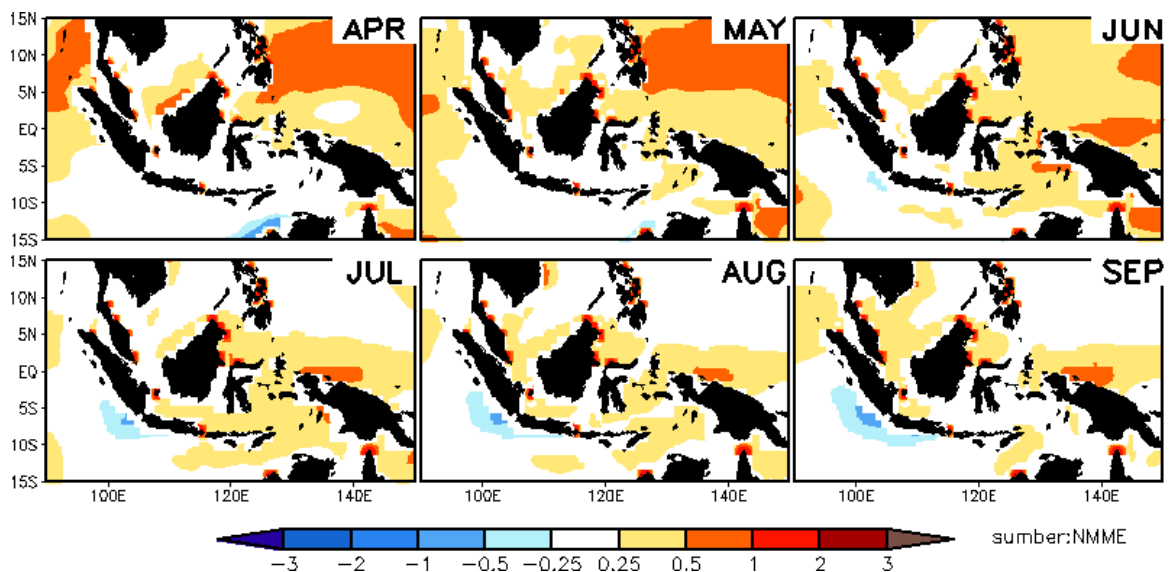 15N
10N
5N
EQ
5S
10S
15S
APR
MAY
JUN
15N
10N
5N
EQ
5S
10S
15S
JUL
AUG
SEP
100E 120E 140E 100E 120E 140E 100E 120E 140E
-3 -2 -1 -0.5 -0.25 0.25 0.5 1 2 3
sumber:NMME